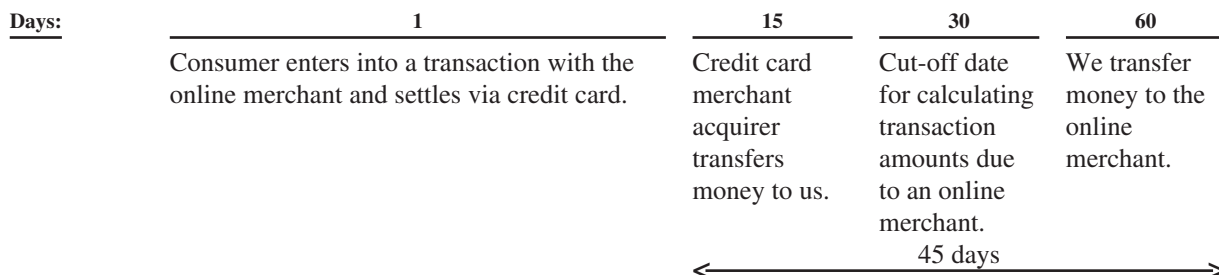 Days: 1 15 30 60
Consumer enters into a transaction with the
online merchant and settles via credit card.
Credit card
merchant
acquirer
transfers
money to us.
Cut-off date
for calculating
transaction
amounts due
to an online
merchant.
We transfer
money to the
online
merchant.
45 days